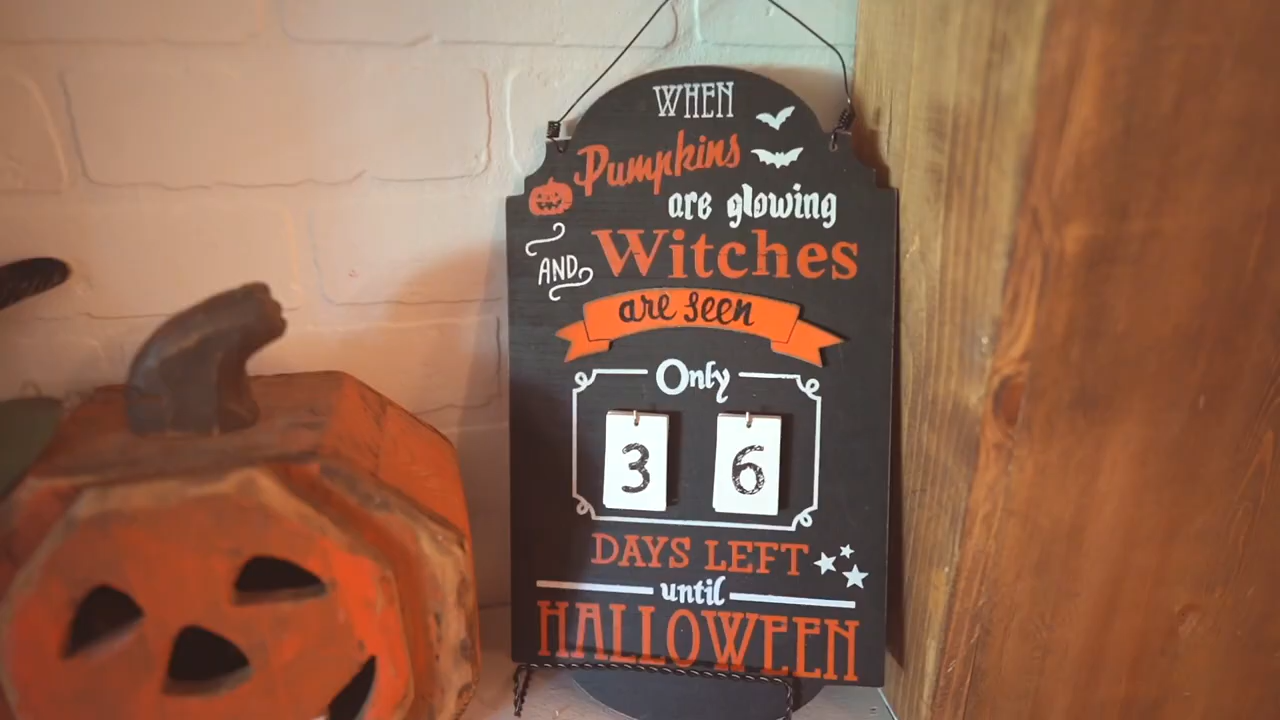 WHEN
Pumpkins
are glowing
AND Witches
are seen
Only
3 6
DAYS LEFT
until
HALLOWEEN